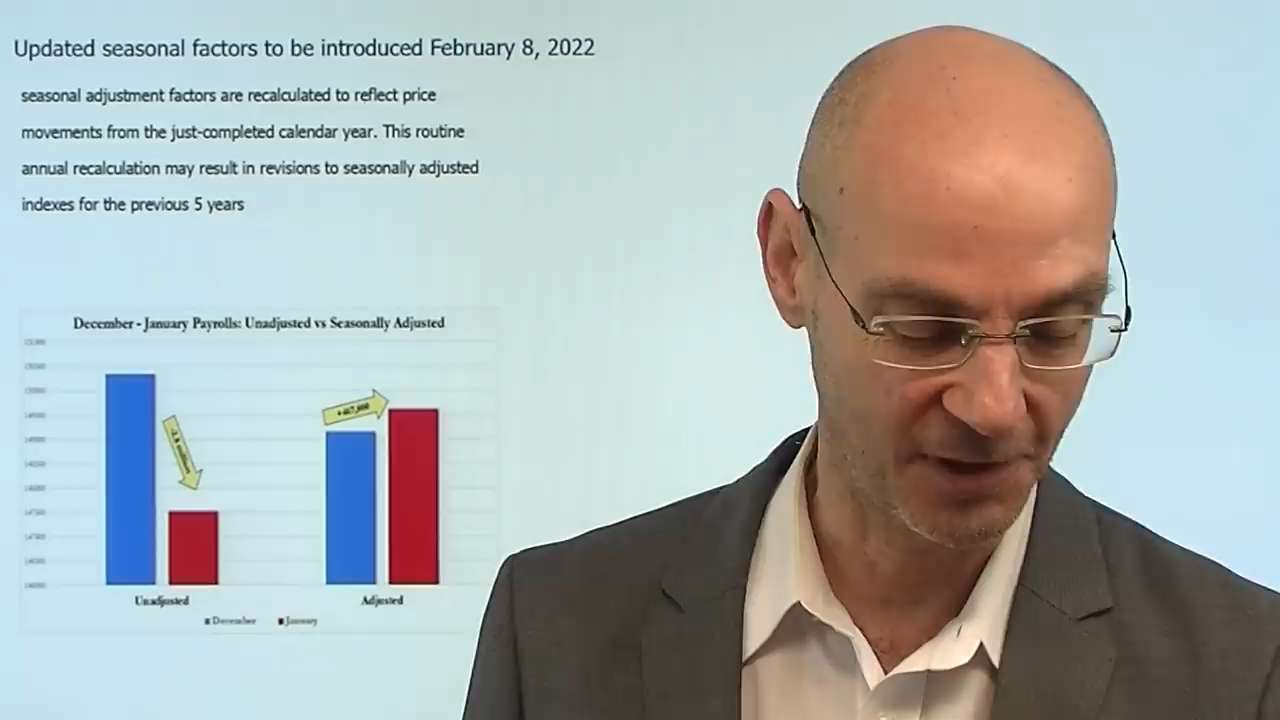 Updated seasonal factors to be introduced February 8, 2022
seasonal adjustment factors are recalculated to reflect price
movements from the just-completed calendar year. This routine
annual recalculation may result in revisions to seasonally adjusted
indexes for the previous 5 years
December - January Payrolls: Unadjusted vs Seasonally Adjusted
Unadjusted
Adjusted
December
January